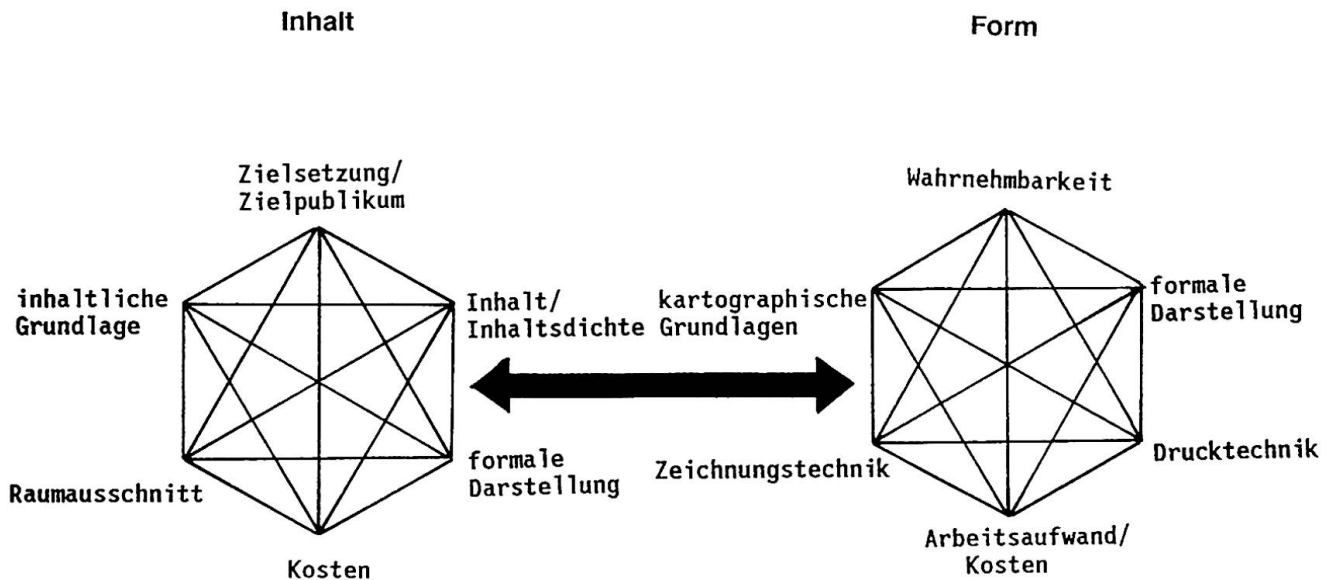 Inhalt
Form
Zielsetzung/
Zielpublikum
inhaltliche
Grundlage
Inhalt/
Inhaltsdichte
Raumausschnitt
formale
Darstellung
Kosten
Wahrnehmbarkeit
kartographische
Grundlagen
formale
Darstellung
Zeichnungstechnik
Drucktechnik
Arbeitsaufwand/
Kosten